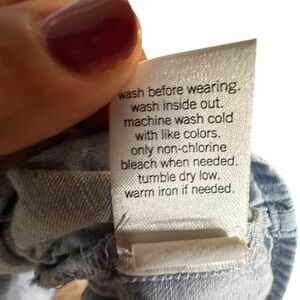 wash before wearing.
wash inside out.
machine wash cold
with like colors.
only non-chlorine
bleach when needed.
tumble dry low.
warm iron if needed.